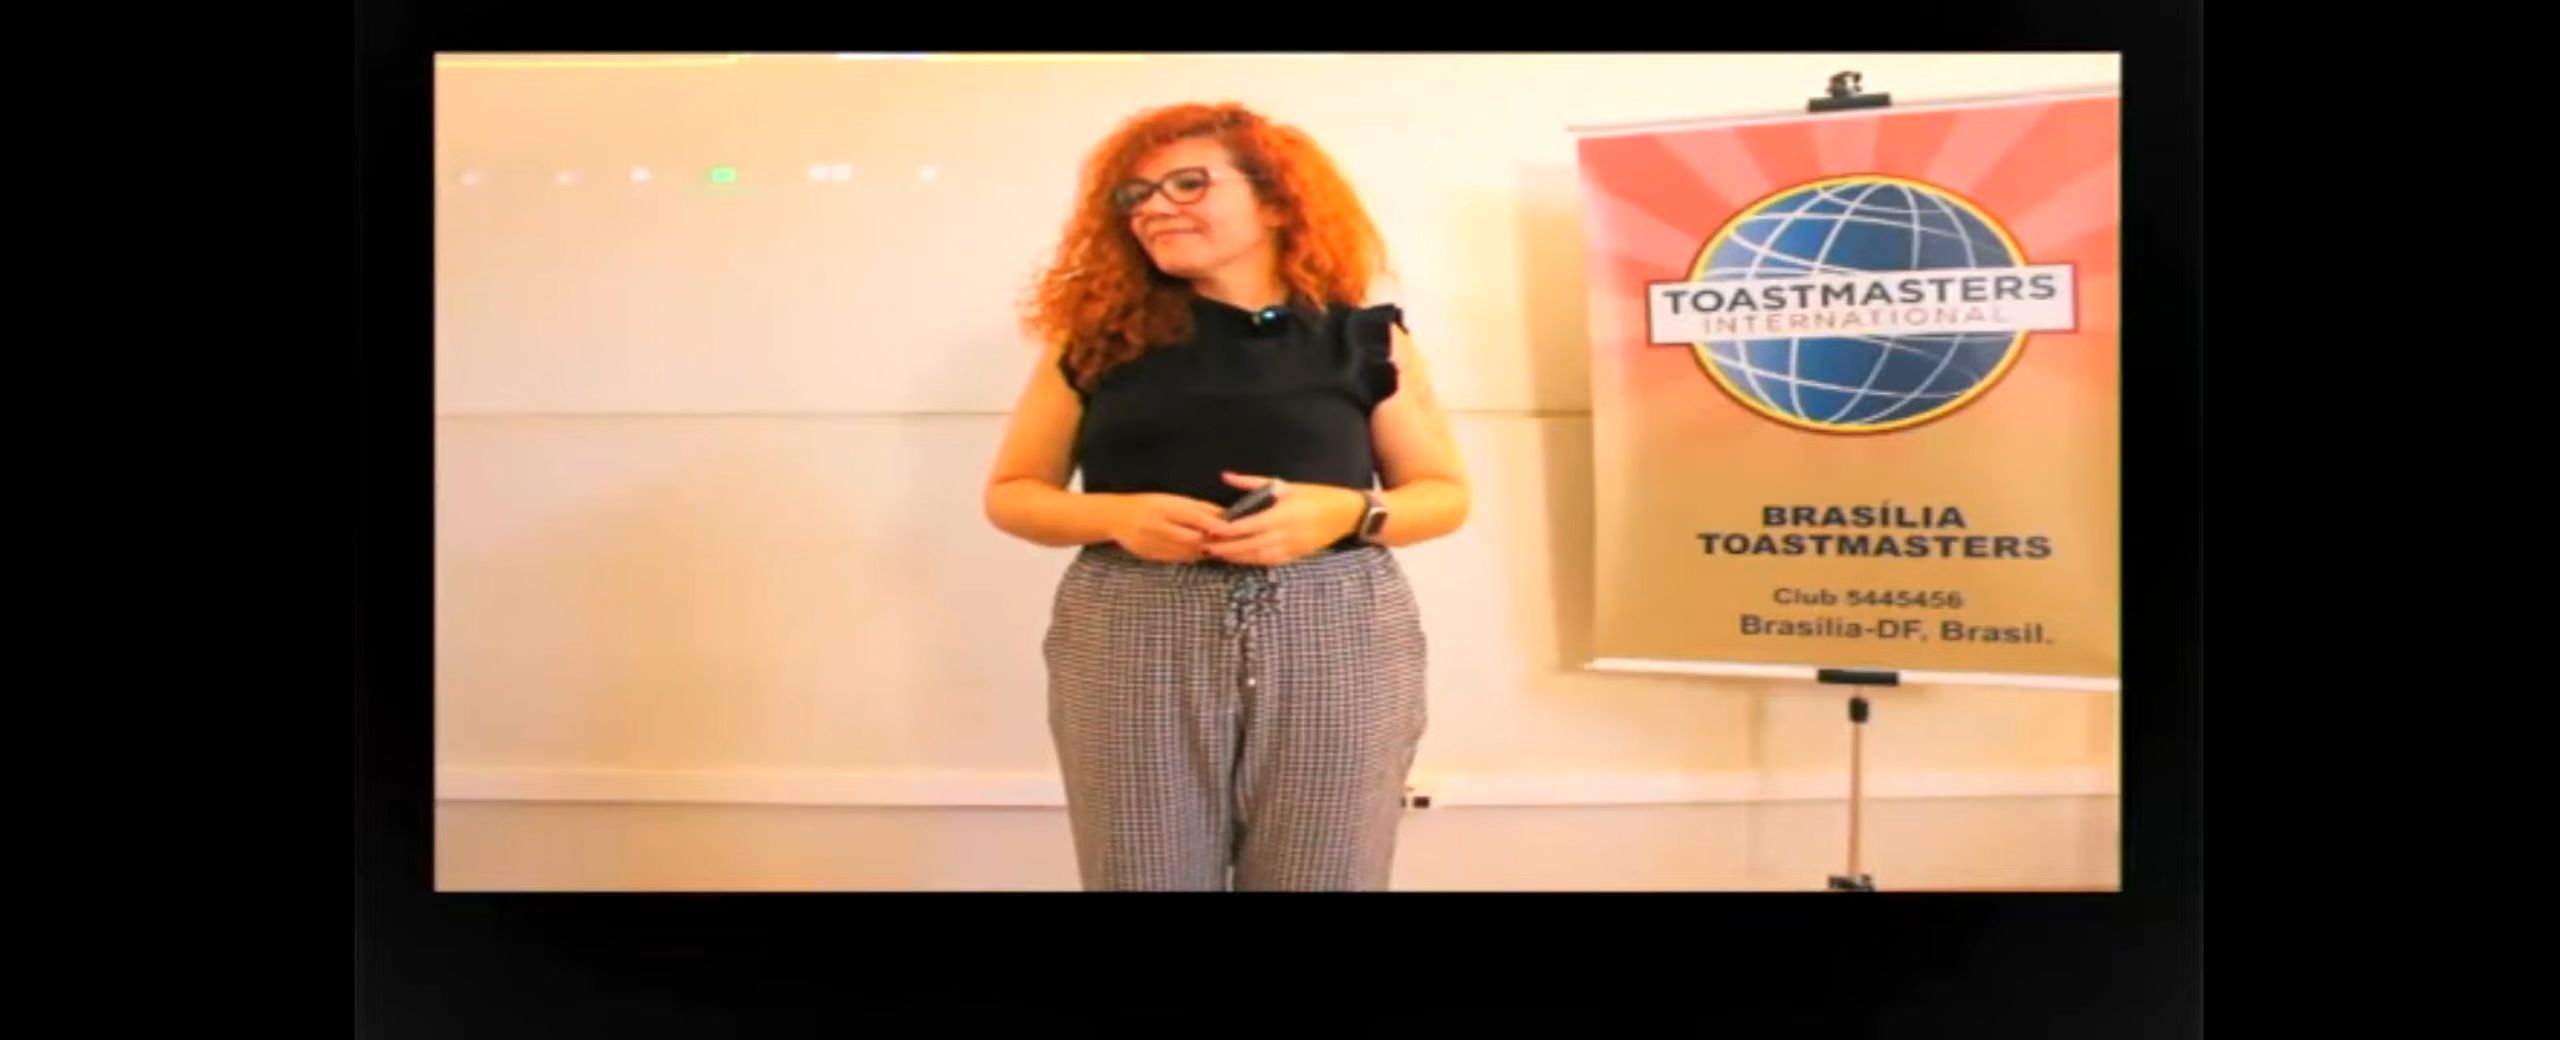 TOASTMASTERS
INTERNATIONAL
BRASÍLIA
TOASTMASTERS
Club 5445456
Brasília-DF, Brasil.